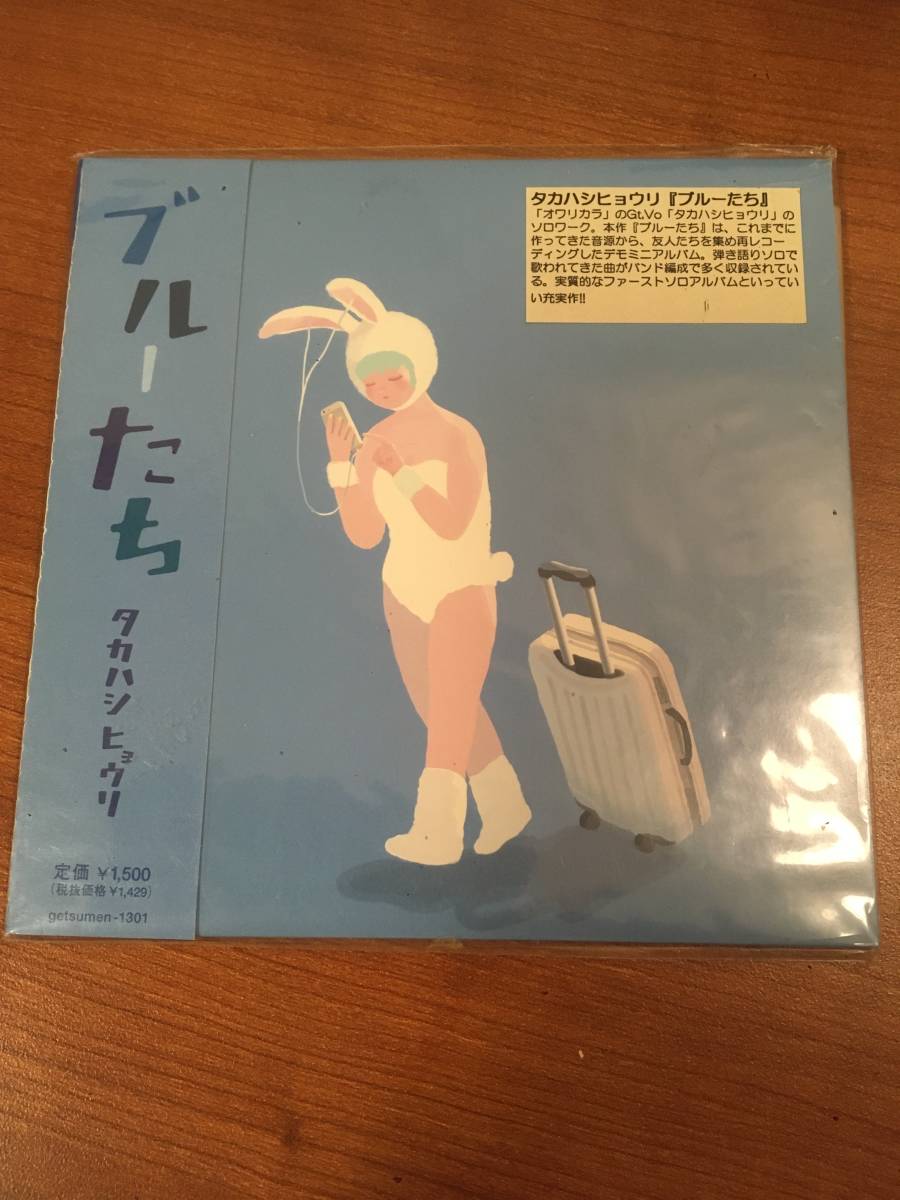 ブルーたち
タカハシヒョウリ
定価 ¥1,500
(税抜価格¥1,429)
getsumen-1301
タカハシヒョウリ『ブルーたち』
「オワリカラ」のGt,Vo「タカハシヒョウリ」の
ソロワーク。本作『ブルーたち』は、これまでに
作ってきた音源から、友人たちを集め再レコー
ディングしたデモミニアルバム。弾き語りソロで
歌われてきた曲がバンド編成で多く収録されてい
る。実質的なファーストソロアルバムといってい
い充実作!!